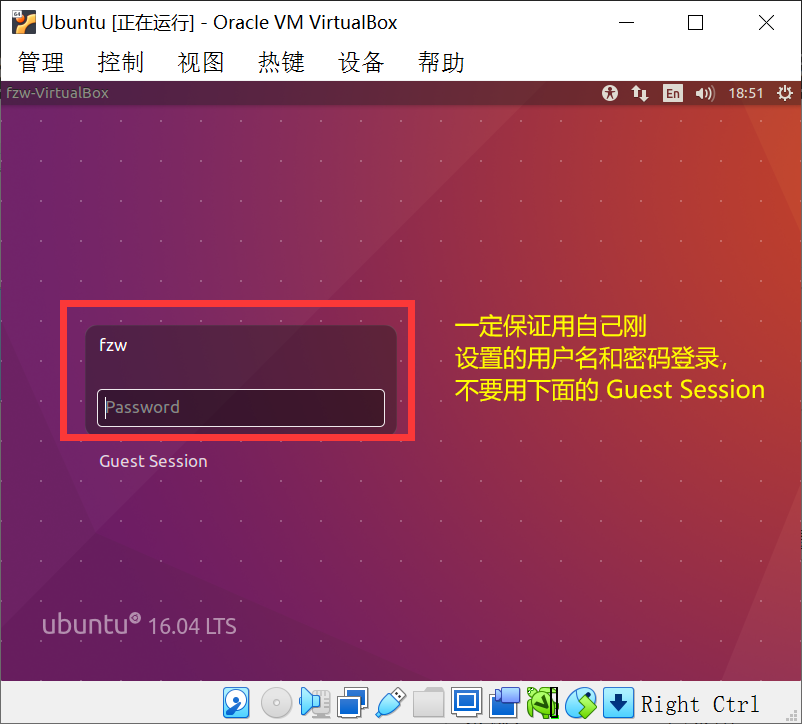 Ubuntu [正在运行] - Oracle VM VirtualBox
管理 控制 视图 热键 设备 帮助
fzw-VirtualBox En 18:51
fzw
Password
Guest Session
一定保证用自己刚
设置的用户名和密码登录，
不要用下面的 Guest Session
ubuntu 16.04 LTS
Right Ctrl